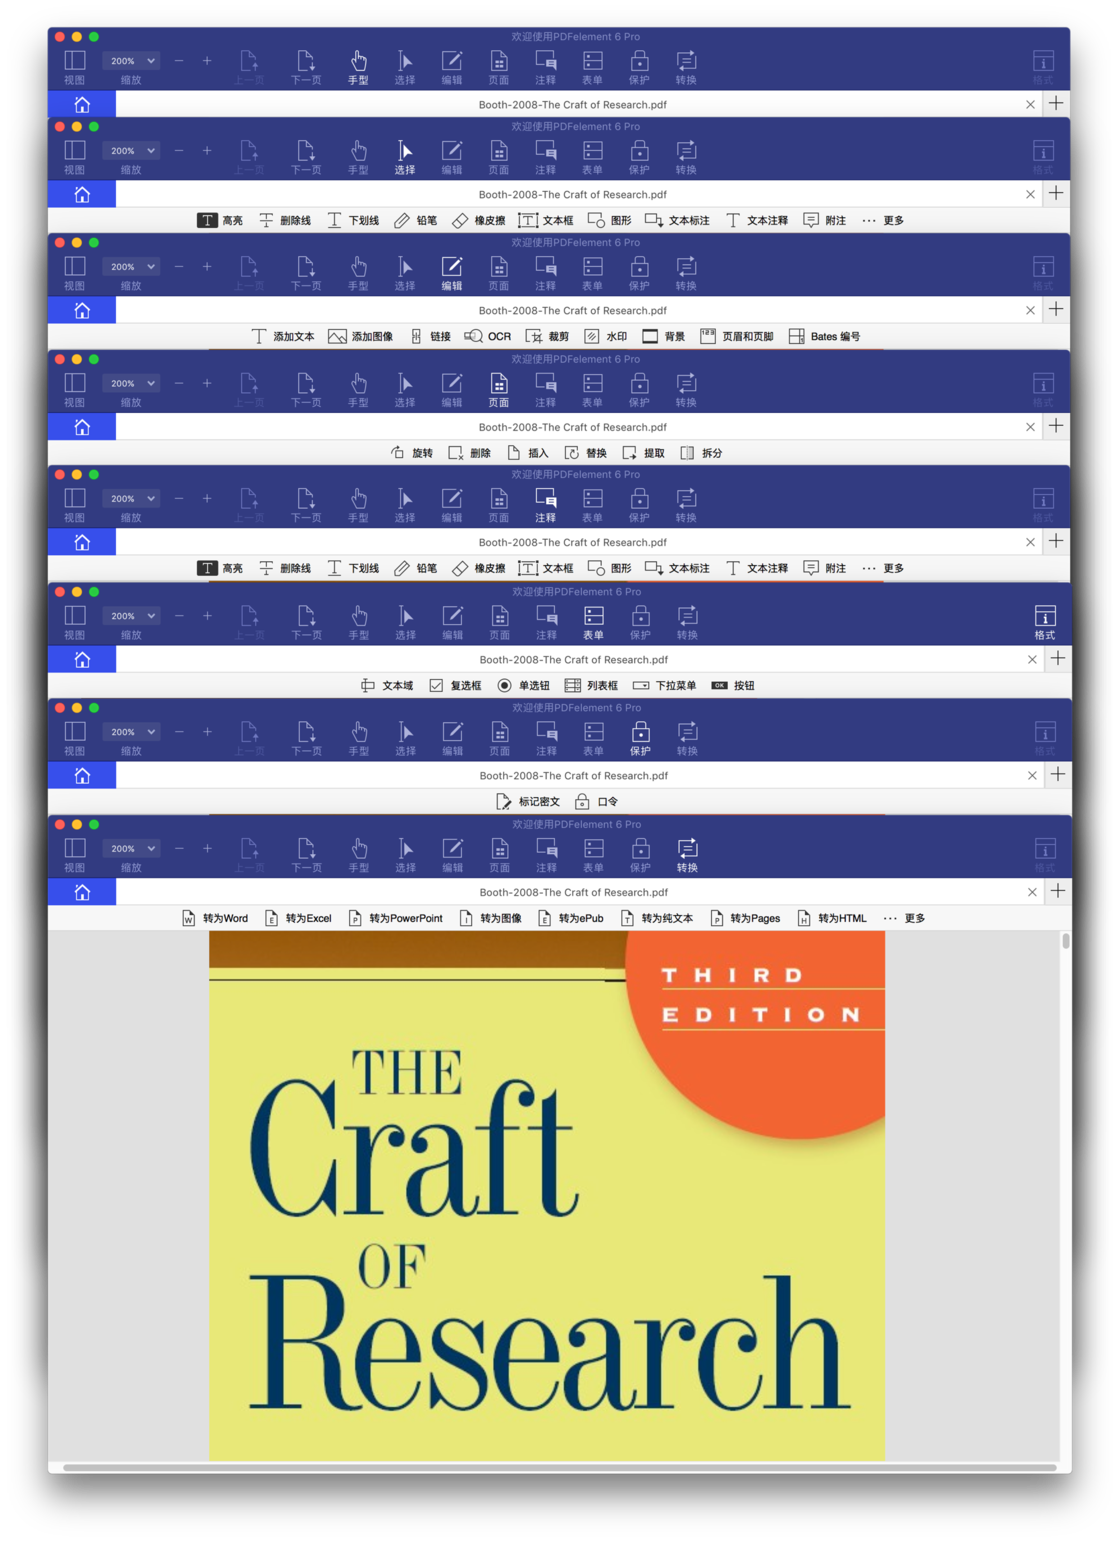 欢迎使用PDFelement 6 Pro
200%
视图 缩放 上一页 下一页 手型 选择 编辑 页面 注释 表单 保护 转换 格式
Booth-2008-The Craft of Research.pdf
欢迎使用PDFelement 6 Pro
200%
视图 缩放 上一页 下一页 手型 选择 编辑 页面 注释 表单 保护 转换 格式
Booth-2008-The Craft of Research.pdf
T 高亮 T 删除线 T 下划线 铅笔 橡皮擦 T 文本框 图形 文本标注 T 文本注释 附注 ··· 更多
欢迎使用PDFelement 6 Pro
200%
视图 缩放 上一页 下一页 手型 选择 编辑 页面 注释 表单 保护 转换 格式
Booth-2008-The Craft of Research.pdf
T 添加文本 添加图像 链接 OCR 裁剪 水印 背景 123 页眉和页脚 Bates 编号
欢迎使用PDFelement 6 Pro
200%
视图 缩放 上一页 下一页 手型 选择 编辑 页面 注释 表单 保护 转换 格式
Booth-2008-The Craft of Research.pdf
旋转 删除 插入 替换 提取 拆分
欢迎使用PDFelement 6 Pro
200%
视图 缩放 上一页 下一页 手型 选择 编辑 页面 注释 表单 保护 转换 格式
Booth-2008-The Craft of Research.pdf
T 高亮 T 删除线 T 下划线 铅笔 橡皮擦 T 文本框 图形 文本标注 T 文本注释 附注 ··· 更多
欢迎使用PDFelement 6 Pro
200%
视图 缩放 上一页 下一页 手型 选择 编辑 页面 注释 表单 保护 转换 格式
Booth-2008-The Craft of Research.pdf
文本域 复选框 单选钮 列表框 下拉菜单 OK 按钮
欢迎使用PDFelement 6 Pro
200%
视图 缩放 上一页 下一页 手型 选择 编辑 页面 注释 表单 保护 转换 格式
Booth-2008-The Craft of Research.pdf
标记密文 口令
欢迎使用PDFelement 6 Pro
200%
视图 缩放 上一页 下一页 手型 选择 编辑 页面 注释 表单 保护 转换 格式
Booth-2008-The Craft of Research.pdf
W 转为Word E 转为Excel P 转为PowerPoint I 转为图像 E 转为ePub T 转为纯文本 P 转为Pages H 转为HTML ··· 更多
THIRD
EDITION
THE
Craft
OF
Research